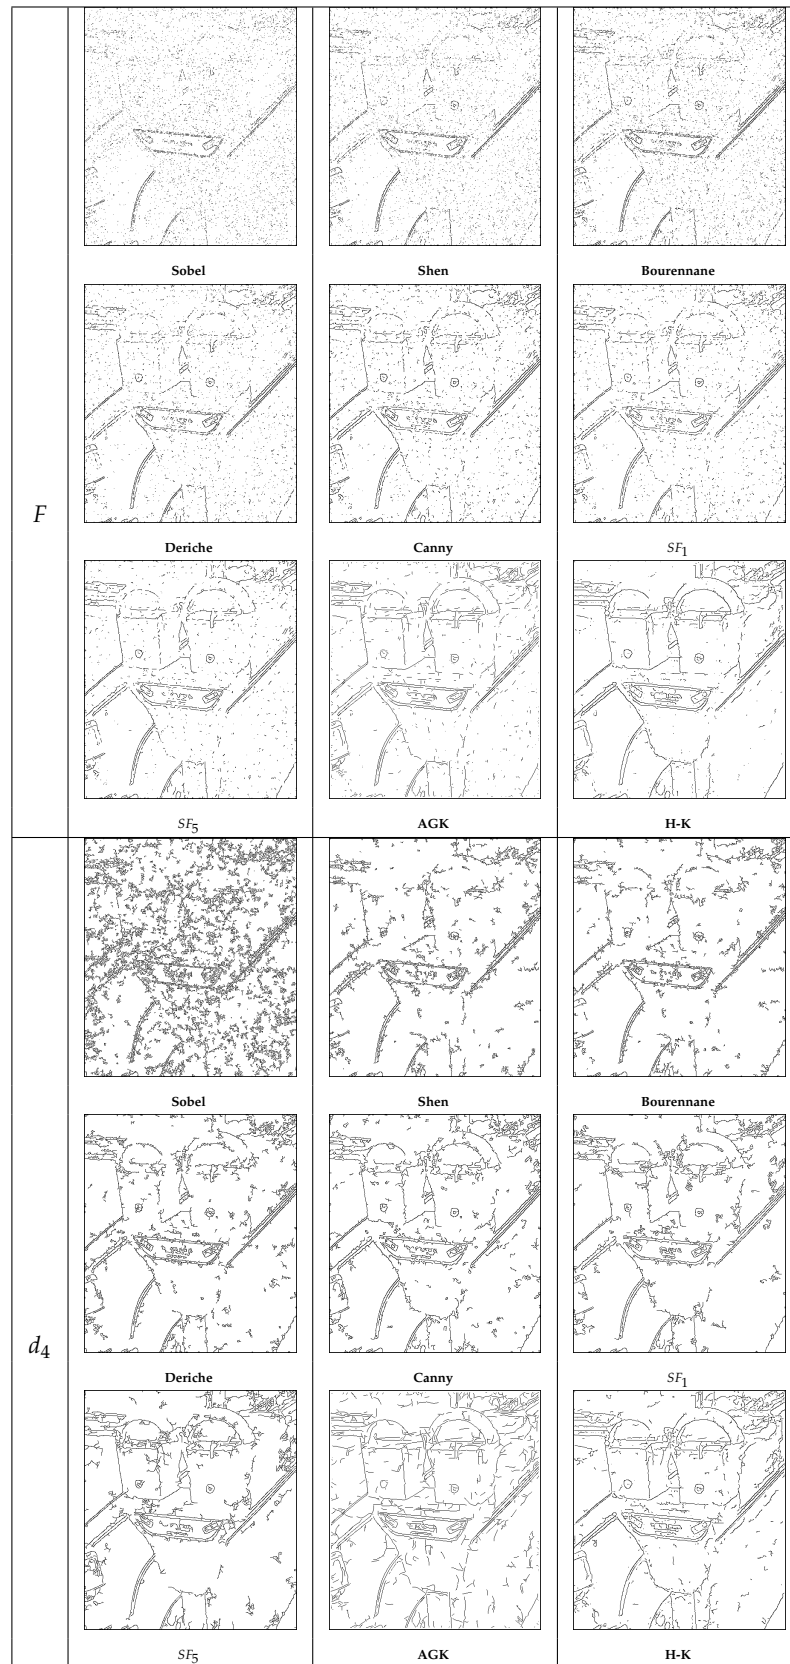 Sobel Shen Bourennane
F
Deriche Canny SF1
SF5 AGK H-K
Sobel Shen Bourennane
d4
Deriche Canny SF1
SF5 AGK H-K